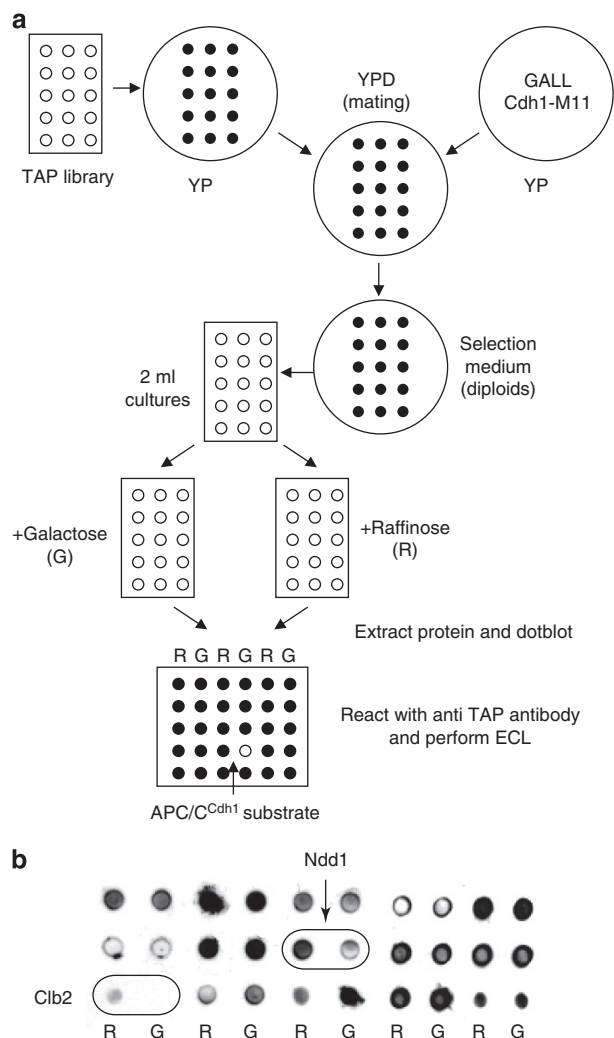 a
TAP library
YP
YPD
(mating)
GALL
Cdh1-M11
YP
Selection
medium
(diploids)
2 ml
cultures
+Galactose
(G)
+Raffinose
(R)
Extract protein and dotblot
R G R G R G
React with anti TAP antibody
and perform ECL
APC/C^Cdh1 substrate
b
Ndd1
Clb2
R G R G R G R G R G